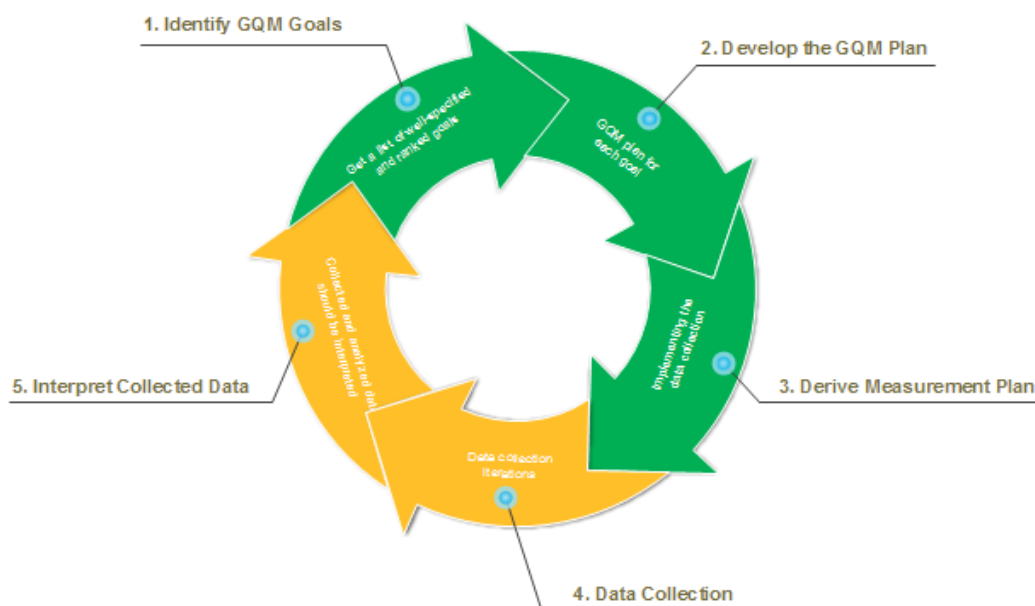 1. Identify GQM Goals
Get a list of well-specified
and ranked goals
2. Develop the GQM Plan
GQM plan for
each goal
Implementing the
data collection
3. Derive Measurement Plan
Data collection
iterations
4. Data Collection
Collected and analyzed data
should be interpreted
5. Interpret Collected Data